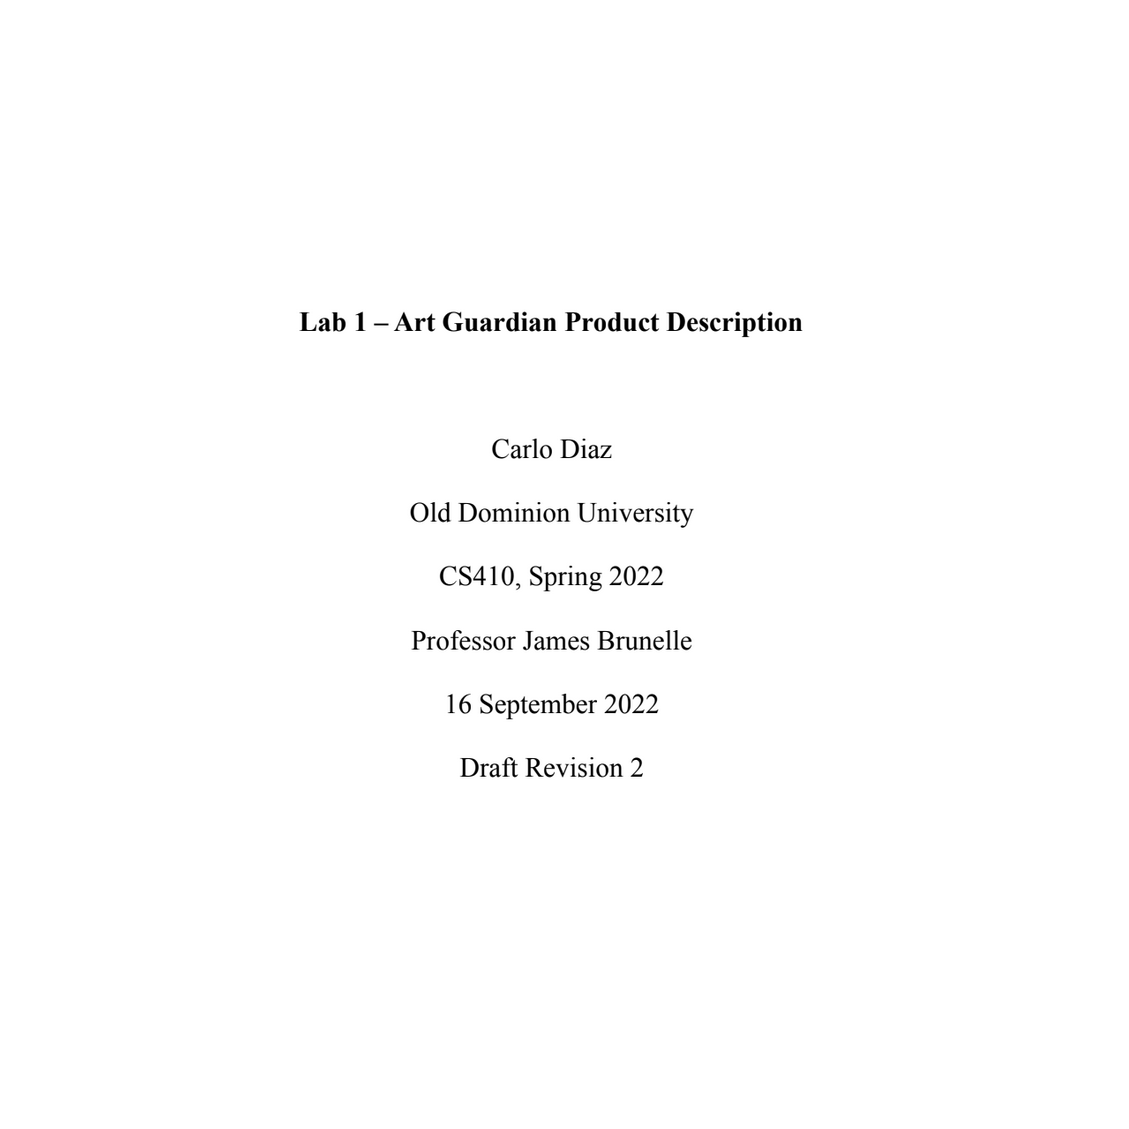 Lab 1 – Art Guardian Product Description
Carlo Diaz
Old Dominion University
CS410, Spring 2022
Professor James Brunelle
16 September 2022
Draft Revision 2